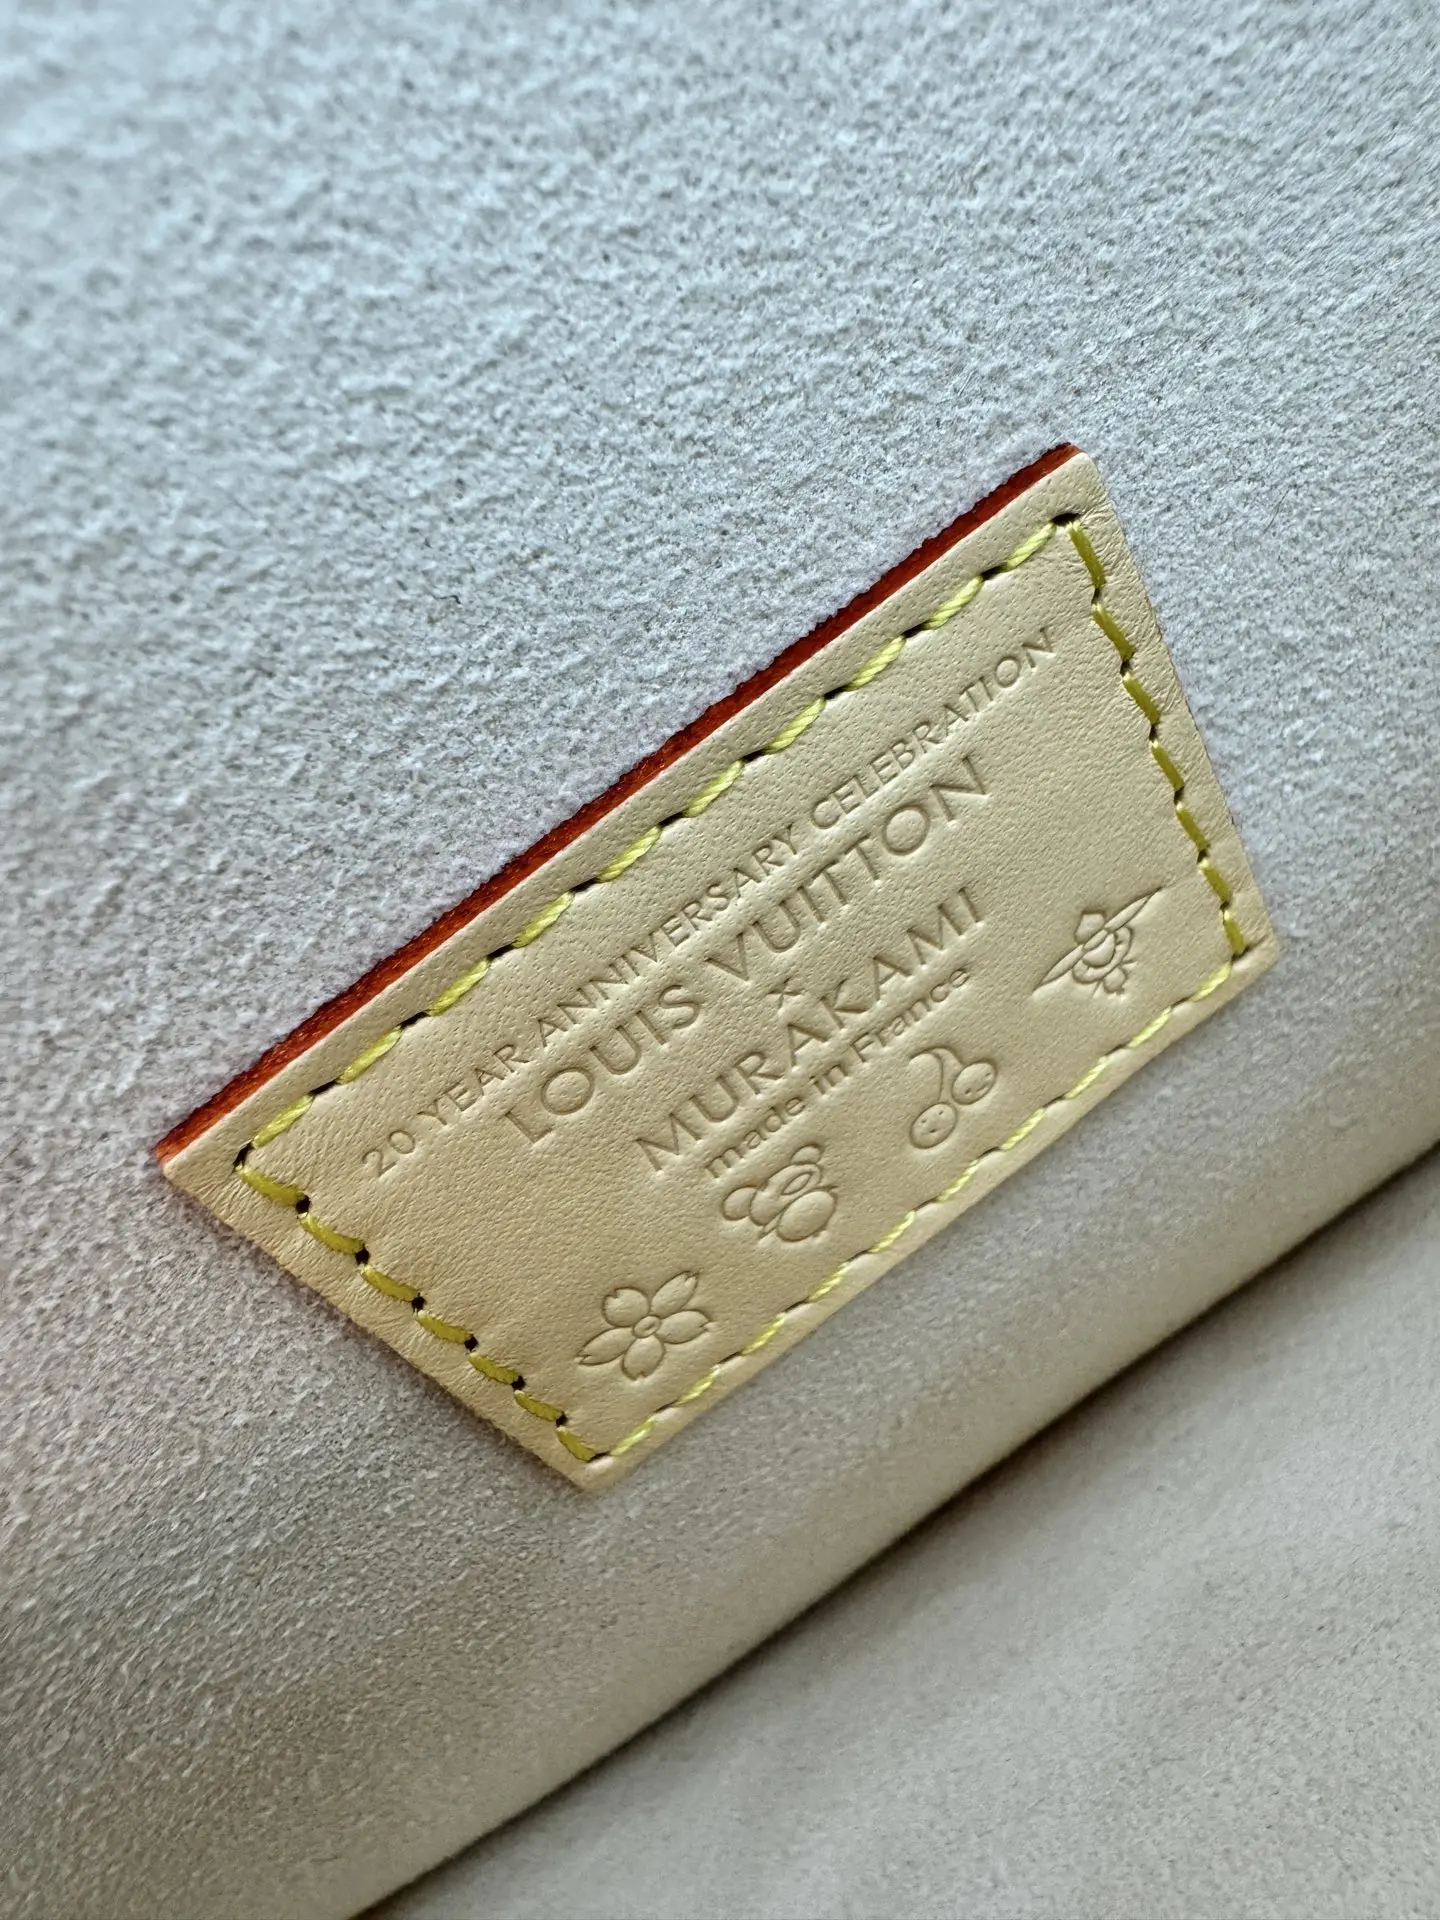 20 YEAR ANNIVERSARY CELEBRATION
LOUIS VUITTON
×
MURAKAMI
made in France